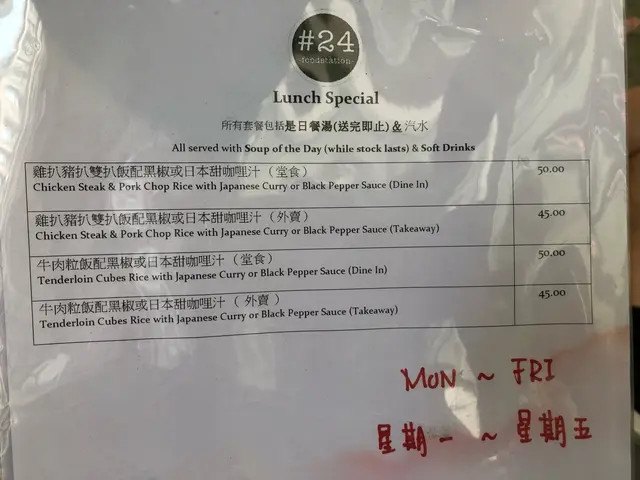 #24
-foodstation-
Lunch Special
所有套餐包括是日餐湯(送完即止) & 汽水
All served with Soup of the Day (while stock lasts) & Soft Drinks
雞扒豬扒雙扒飯配黑椒或日本甜咖喱汁（堂食） 50.00
Chicken Steak & Pork Chop Rice with Japanese Curry or Black Pepper Sauce (Dine In)
雞扒豬扒雙扒飯配黑椒或日本甜咖喱汁（外賣） 45.00
Chicken Steak & Pork Chop Rice with Japanese Curry or Black Pepper Sauce (Takeaway)
牛肉粒飯配黑椒或日本甜咖喱汁（堂食） 50.00
Tenderloin Cubes Rice with Japanese Curry or Black Pepper Sauce (Dine In)
牛肉粒飯配黑椒或日本甜咖喱汁（ 外賣 ） 45.00
Tenderloin Cubes Rice with Japanese Curry or Black Pepper Sauce (Takeaway)
MON ~ FRI
星期一 ~ 星期五